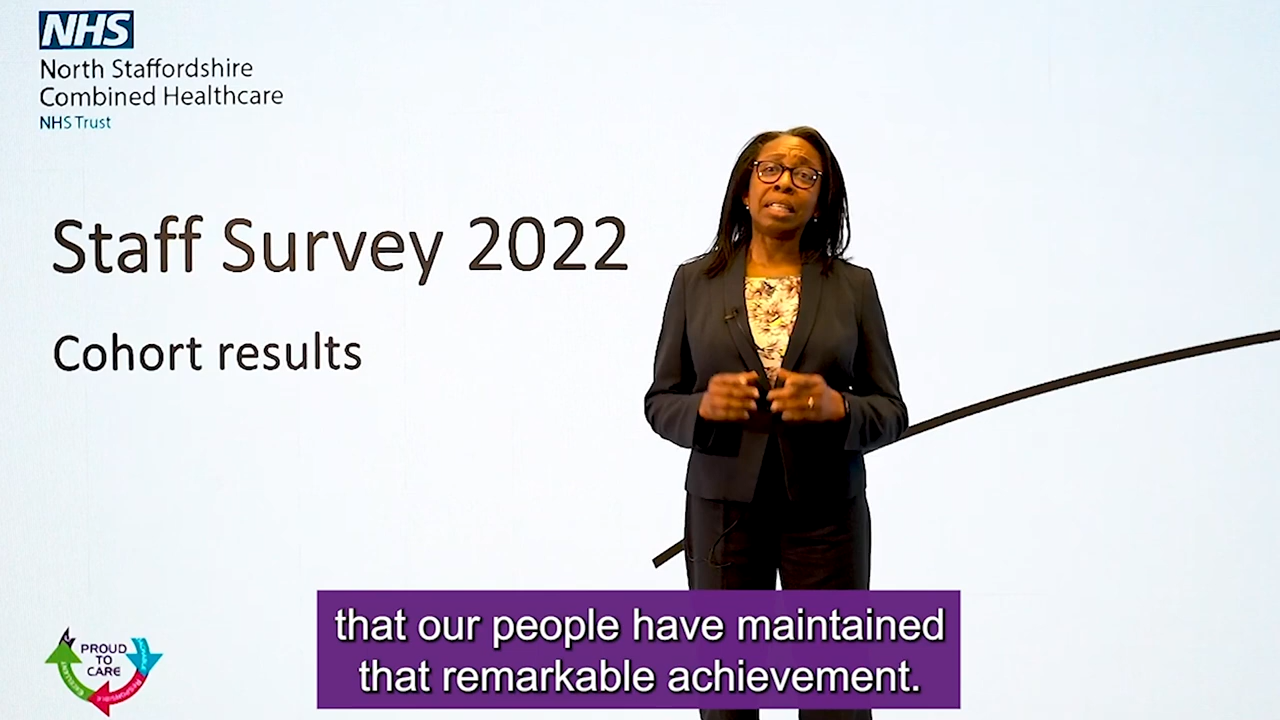 NHS
North Staffordshire
Combined Healthcare
NHS Trust
Staff Survey 2022
Cohort results
PROUD
TO
CARE
RESPONSIBLE
that our people have maintained
that remarkable achievement.